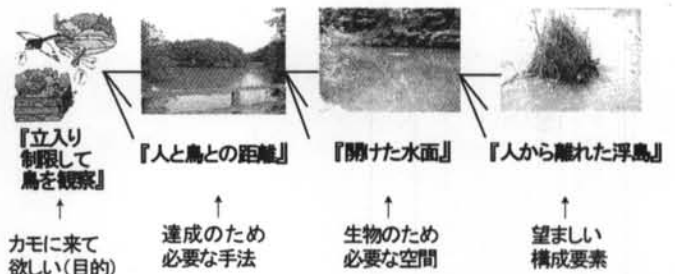 『立入り
制限して
鳥を観察』
『人と鳥との距離』
『開けた水面』
『人から離れた浮島』
↑
↑
↑
↑
カモに来て
欲しい(目的)
達成のため
必要な手法
生物のため
必要な空間
望ましい
構成要素